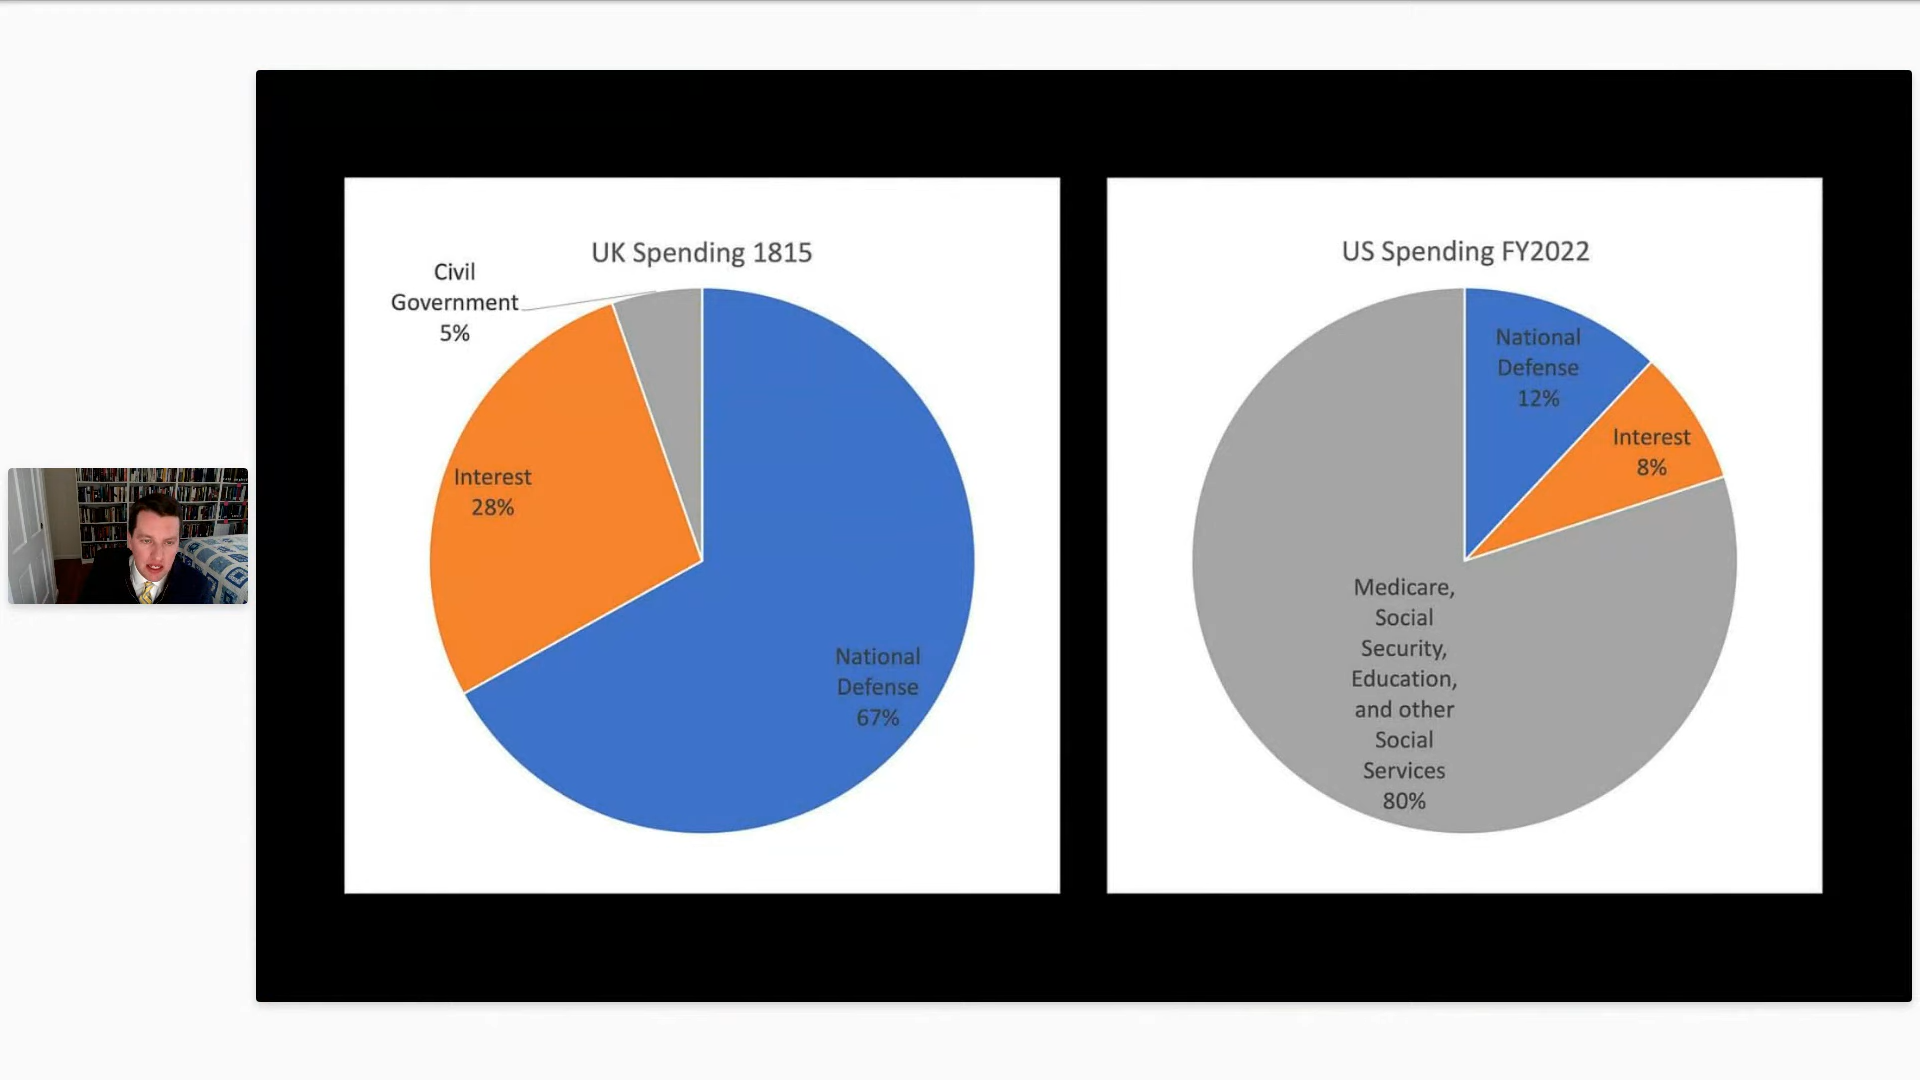 UK Spending 1815
Civil
Government
5%
Interest
28%
National
Defense
67%
US Spending FY2022
National
Defense
12%
Interest
8%
Medicare,
Social
Security,
Education,
and other
Social
Services
80%